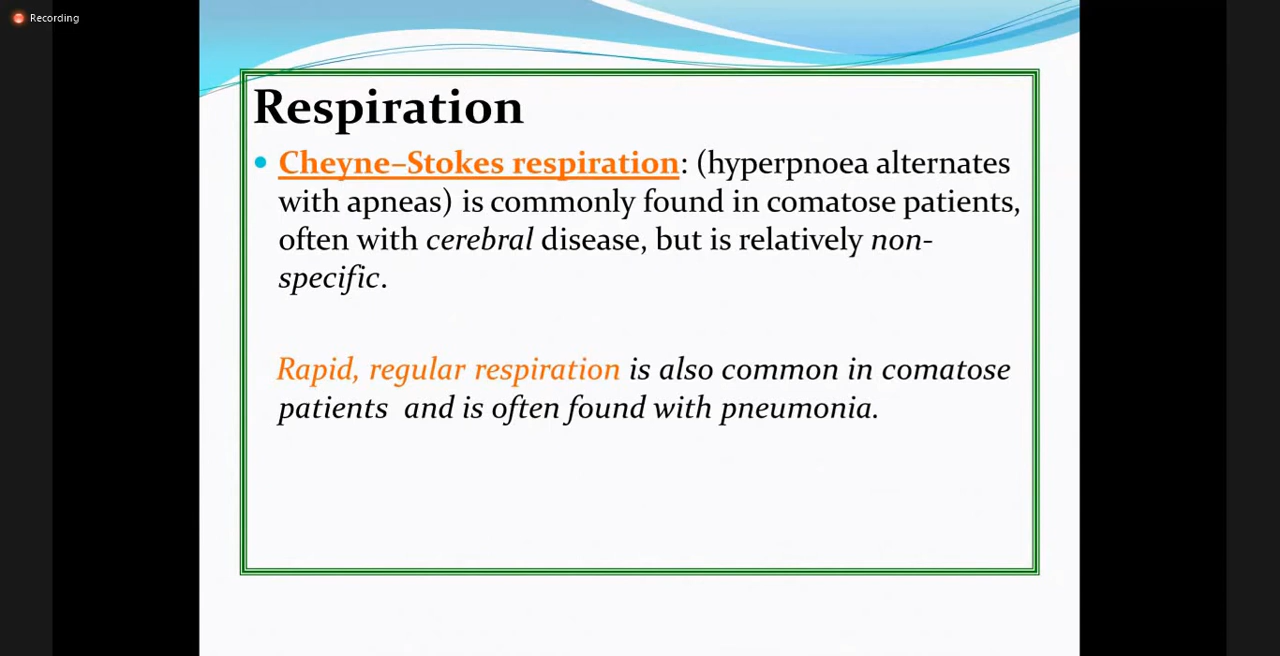 Recording
Respiration
• Cheyne–Stokes respiration: (hyperpnoea alternates
with apneas) is commonly found in comatose patients,
often with cerebral disease, but is relatively non-
specific.
Rapid, regular respiration is also common in comatose
patients  and is often found with pneumonia.